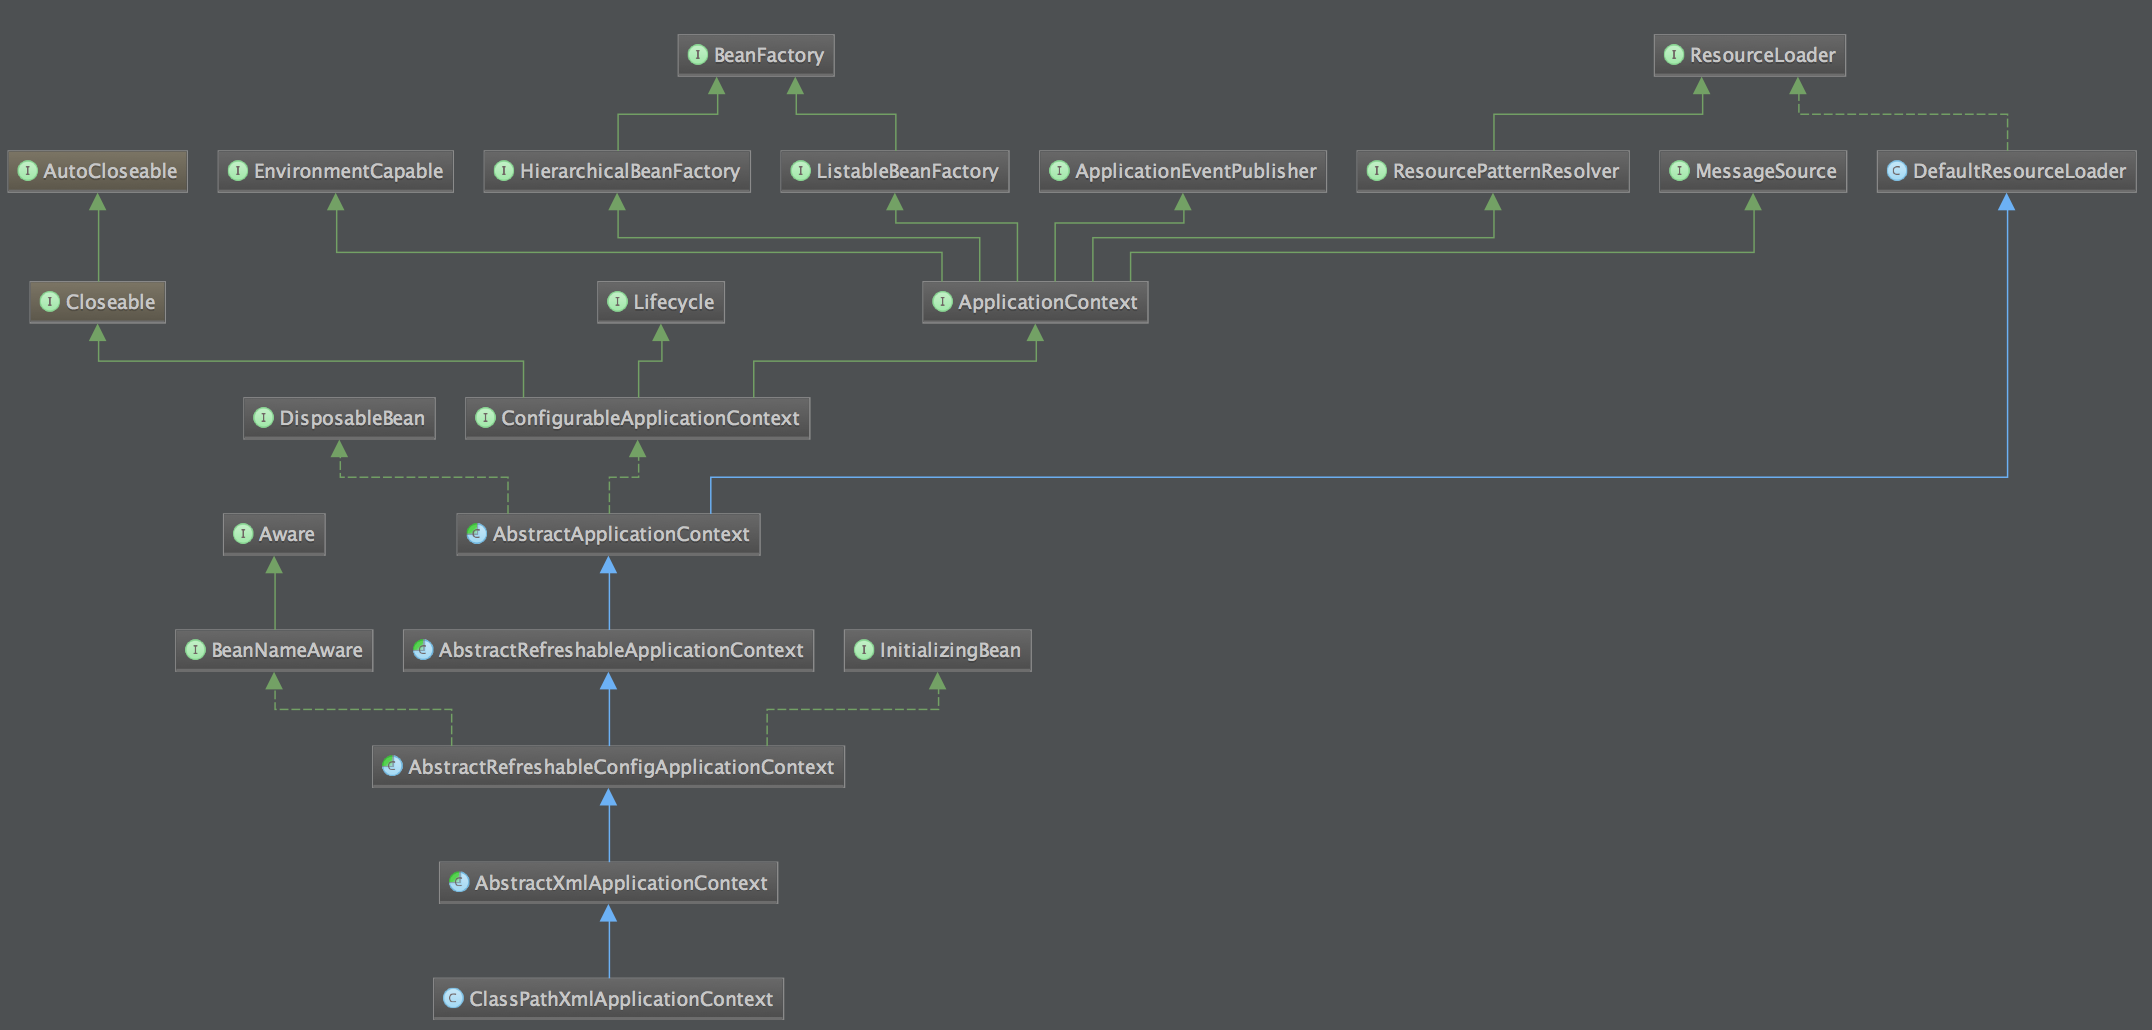 I BeanFactory
I ResourceLoader
I AutoCloseable
I EnvironmentCapable
I HierarchicalBeanFactory
I ListableBeanFactory
I ApplicationEventPublisher
I ResourcePatternResolver
I MessageSource
C DefaultResourceLoader
I Closeable
I Lifecycle
I ApplicationContext
I DisposableBean
I ConfigurableApplicationContext
I Aware
C AbstractApplicationContext
I BeanNameAware
C AbstractRefreshableApplicationContext
I InitializingBean
C AbstractRefreshableConfigApplicationContext
C AbstractXmlApplicationContext
C ClassPathXmlApplicationContext